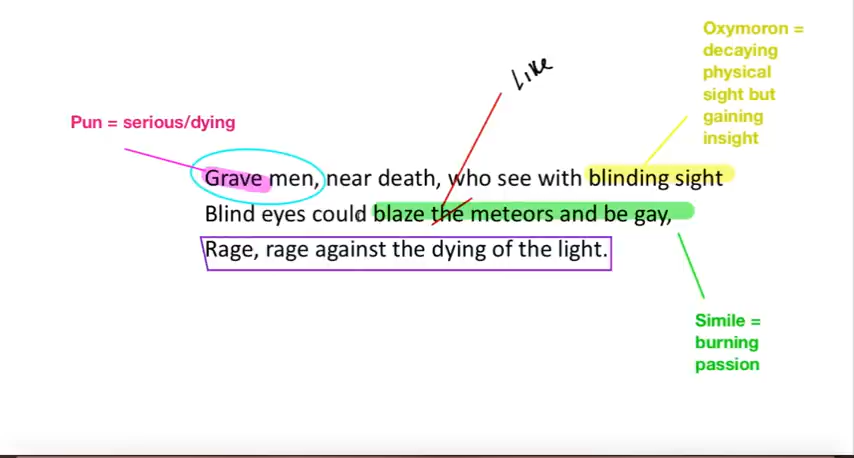 Oxymoron =
decaying
physical
sight but
gaining
insight
Like
Pun = serious/dying
Grave men, near death, who see with blinding sight
Blind eyes could blaze the meteors and be gay,
Rage, rage against the dying of the light.
Simile =
burning
passion